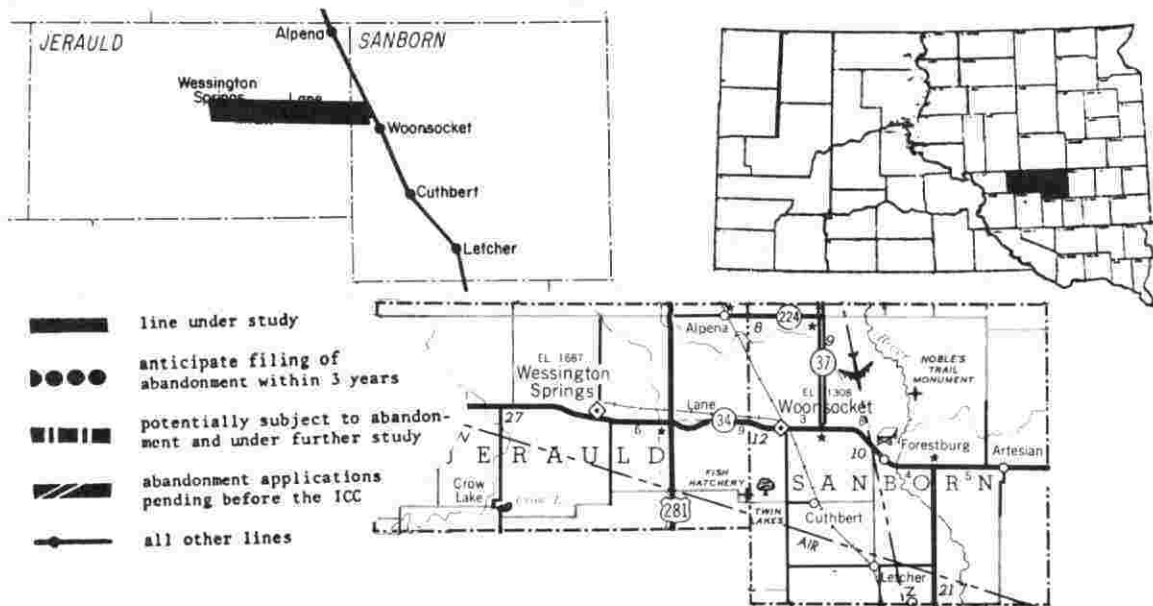 JERAULD
SANBORN
Alpena
Wessington
Springs
Lane
Woonsocket
Cuthbert
Letcher
line under study
anticipate filing of
abandonment within 3 years
potentially subject to abandon-
ment and under further study
abandonment applications
pending before the ICC
all other lines
Alpena
8
224
9
37
EL 1687
Wessington
Springs
NOBLE'S
TRAIL
MONUMENT
EL 1308
Woonsocket
Lane
34
27
6
9
12
3
Forestburg
10
Artesian
JERAULD
SANBORN
4
5
Crow
Lake
FISH
HATCHERY
281
TWIN
LAKES
Cuthbert
AIR
Letcher
21